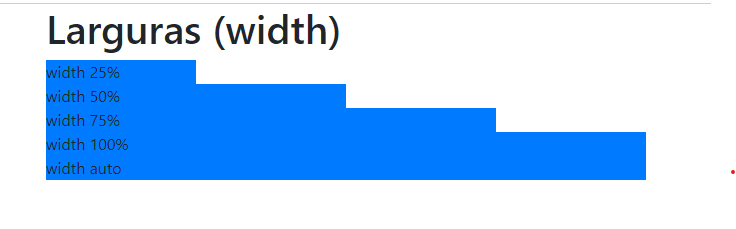 Larguras (width)
width 25%
width 50%
width 75%
width 100%
width auto